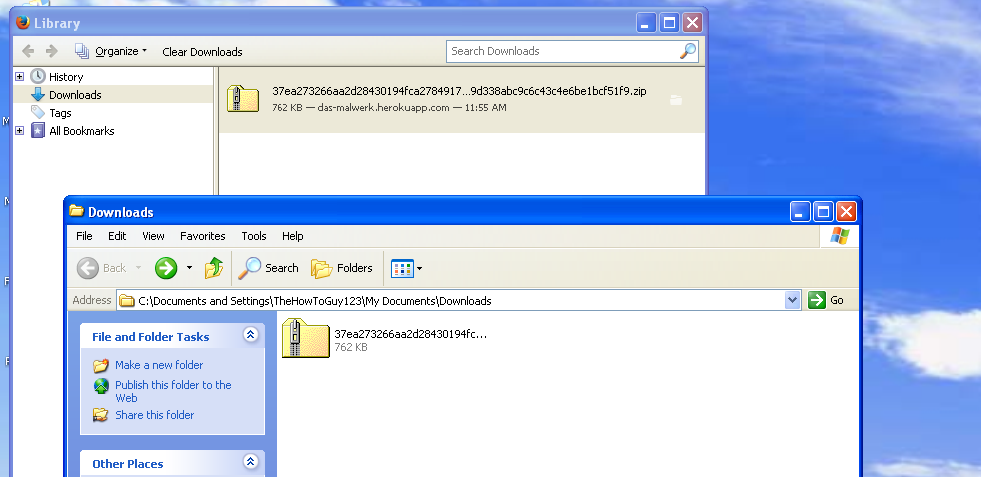 Library
Organize Clear Downloads Search Downloads
History
Downloads
Tags
All Bookmarks
37ea273266aa2d28430194fca2784917...9d338abc9c6c43c4e6be1bcf51f9.zip
762 KB — das-malwerk.herokuapp.com — 11:55 AM
Downloads
File Edit View Favorites Tools Help
Back Search Folders
Address C:\Documents and Settings\TheHowToGuy123\My Documents\Downloads Go
File and Folder Tasks
Make a new folder
Publish this folder to the
Web
Share this folder
Other Places
37ea273266aa2d28430194fc...
762 KB